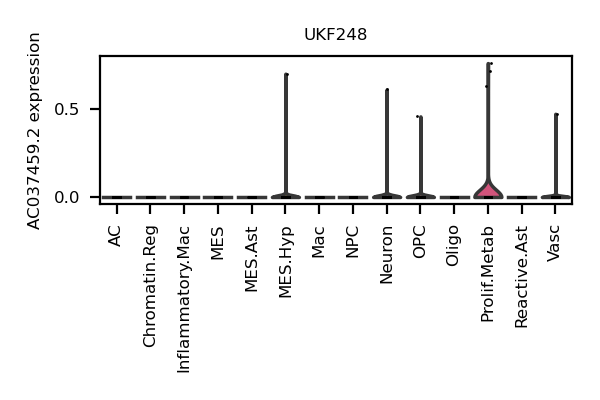 UKF248
AC037459.2 expression
0.5
0.0
AC
Chromatin.Reg
Inflammatory.Mac
MES
MES.Ast
MES.Hyp
Mac
NPC
Neuron
OPC
Oligo
Prolif.Metab
Reactive.Ast
Vasc